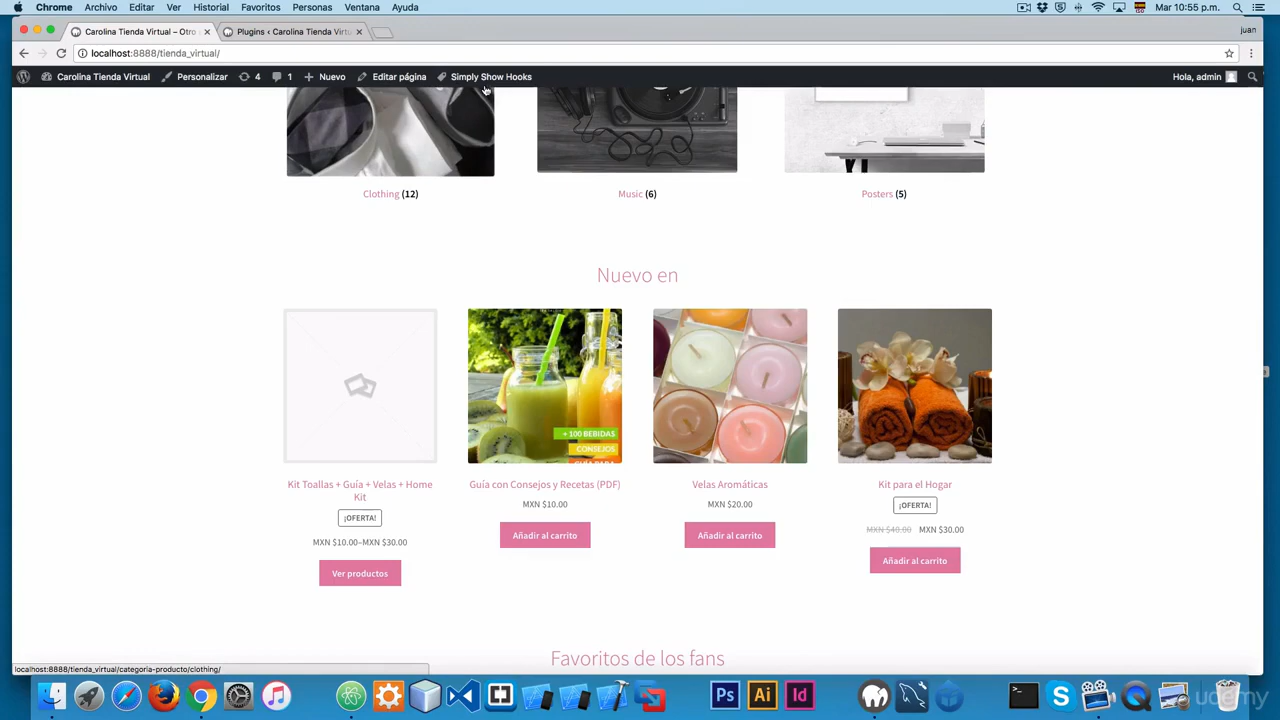 Chrome Archivo Editar Ver Historial Favoritos Personas Ventana Ayuda Mar 10:55 p.m.
Carolina Tienda Virtual – Otro Plugins ‹ Carolina Tienda Virtu juan
localhost:8888/tienda_virtual/
Carolina Tienda Virtual Personalizar 4 1 Nuevo Editar página Simply Show Hooks Hola, admin
Clothing (12) Music (6) Posters (5)
Nuevo en
+ 100 BEBIDAS
CONSEJOS
Kit Toallas + Guía + Velas + Home Guía con Consejos y Recetas (PDF) Velas Aromáticas Kit para el Hogar
Kit MXN $10.00 MXN $20.00 ¡OFERTA!
¡OFERTA! Añadir al carrito Añadir al carrito MXN $40.00 MXN $30.00
MXN $10.00–MXN $30.00 Añadir al carrito
Ver productos
Favoritos de los fans
localhost:8888/tienda_virtual/categoria-producto/clothing/
Ps Ai Id
udemy